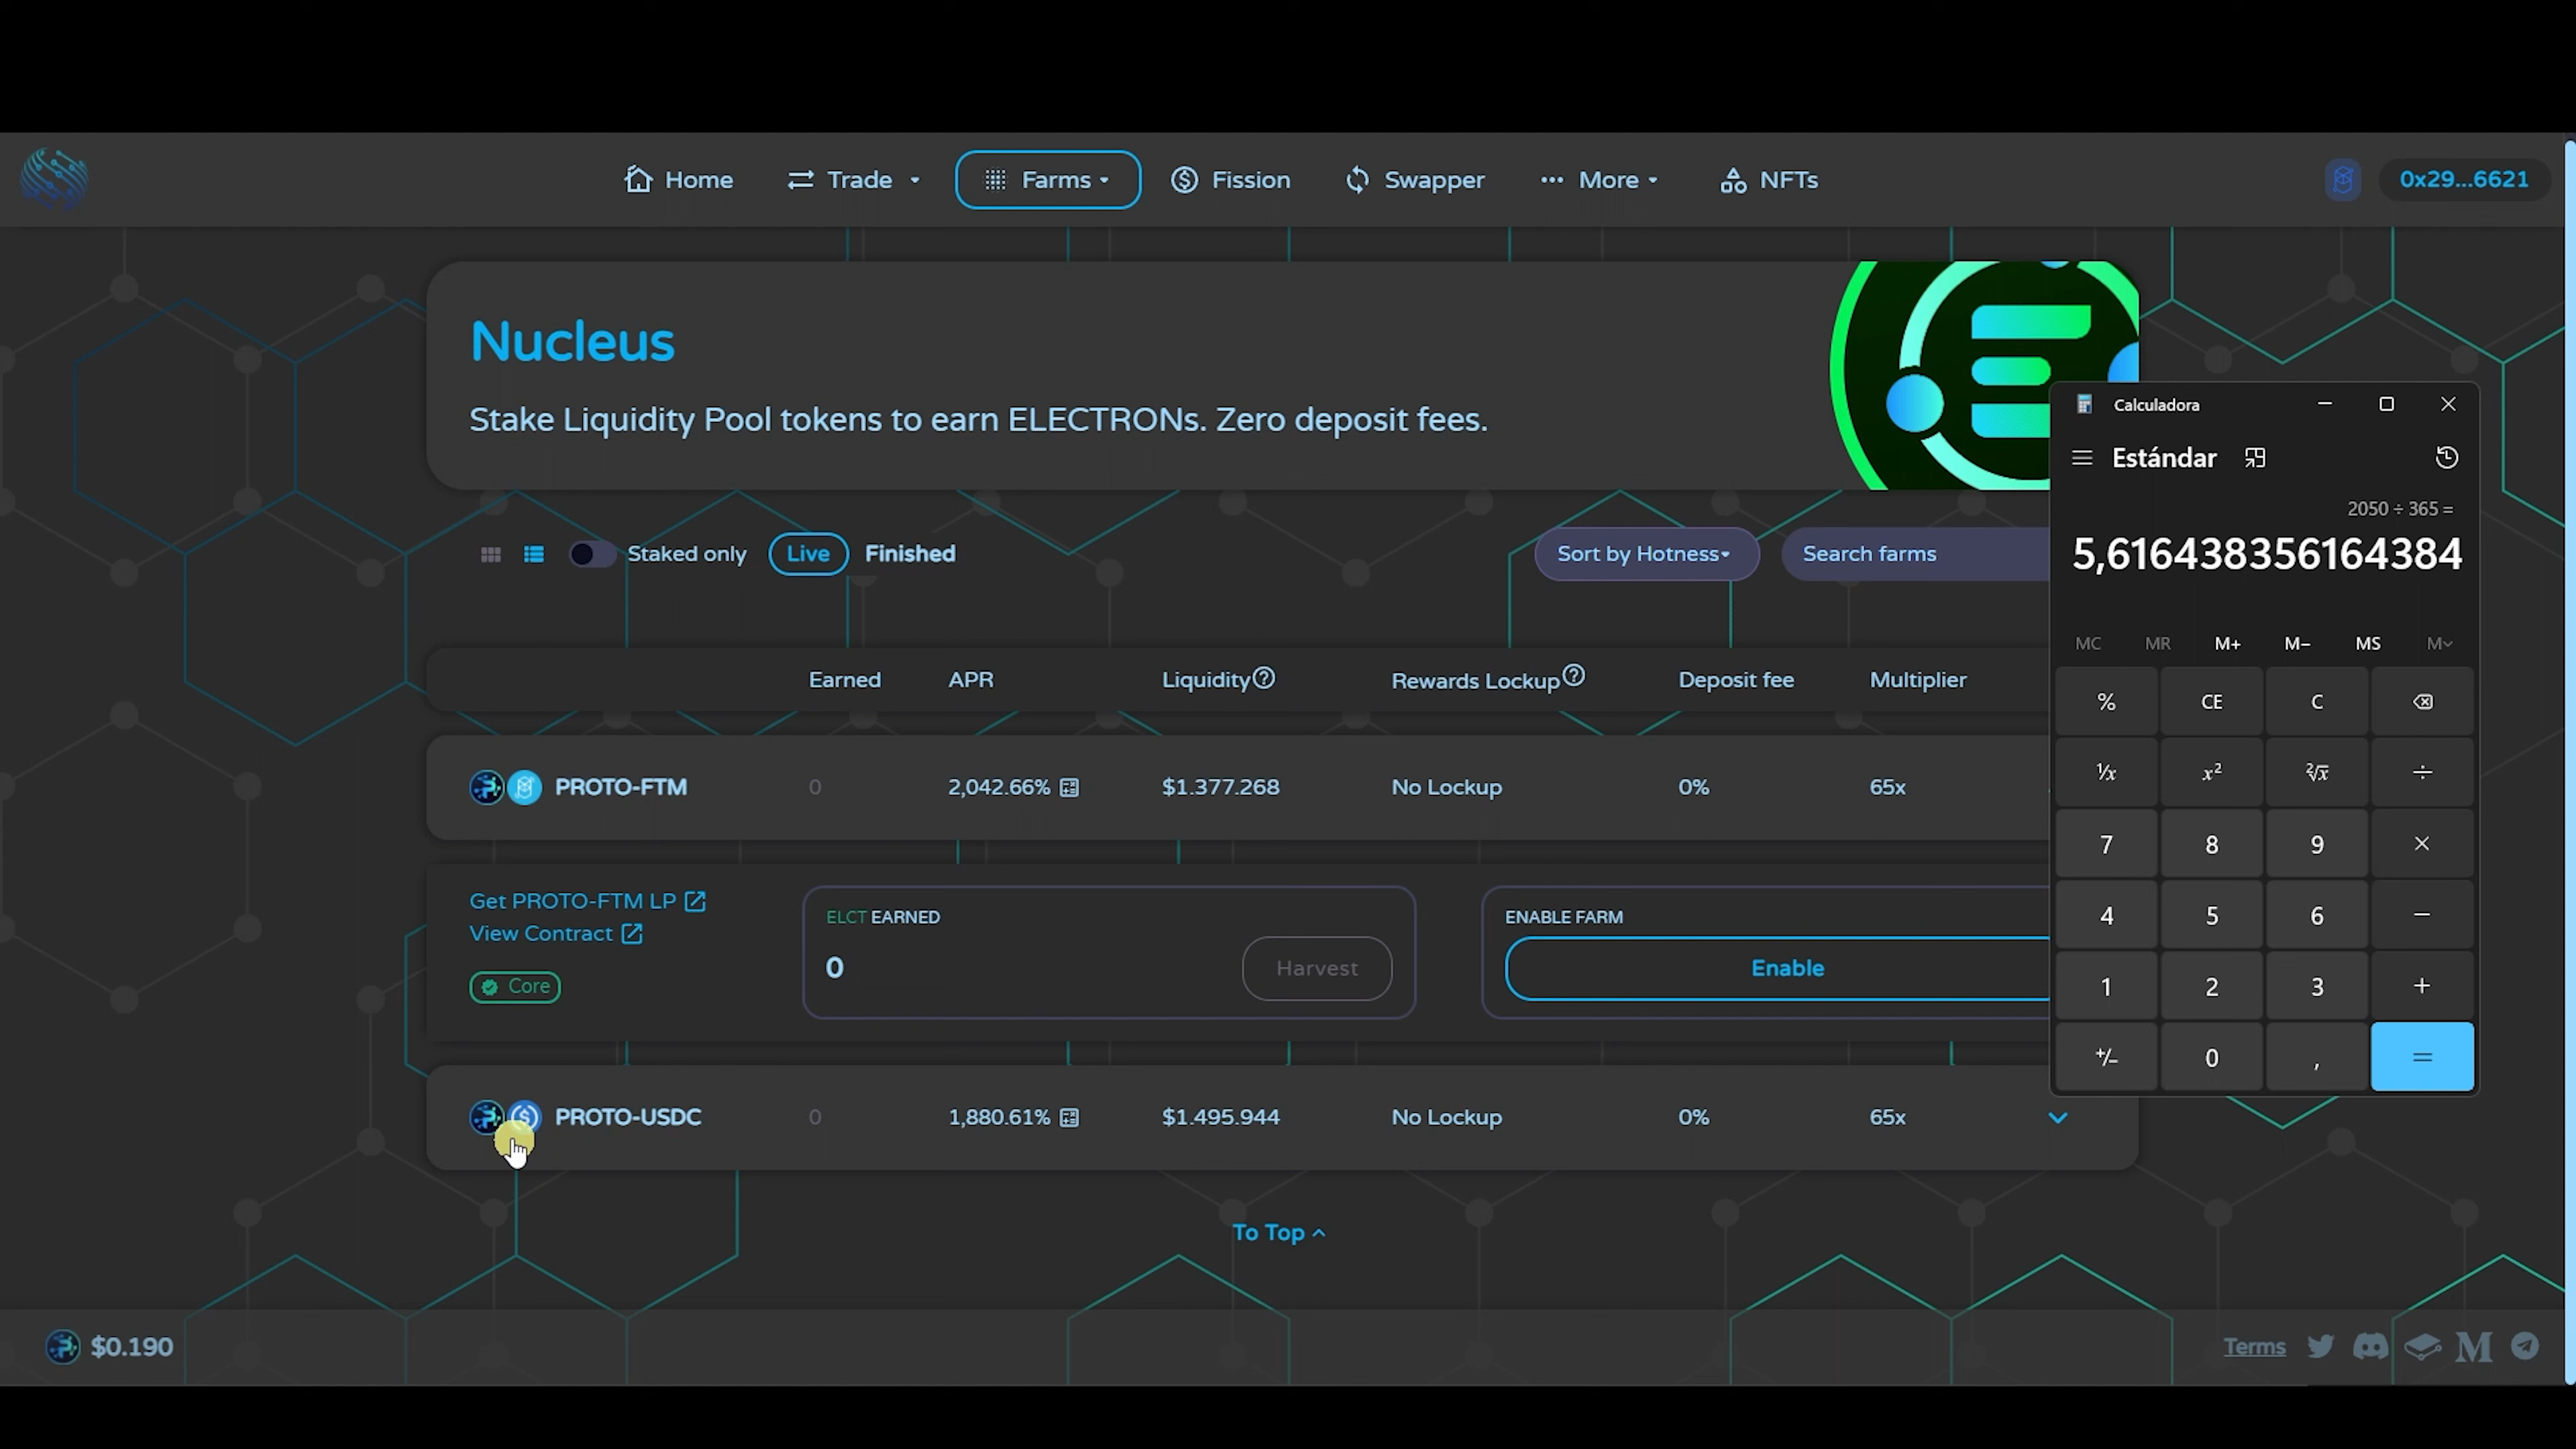 Home Trade Farms Fission Swapper More NFTs 0x29...6621
Nucleus
Stake Liquidity Pool tokens to earn ELECTRONs. Zero deposit fees.
Staked only Live Finished Sort by Hotness Search farms
Earned APR Liquidity Rewards Lockup Deposit fee Multiplier
PROTO-FTM 0 2,042.66% $1.377.268 No Lockup 0% 65x
Get PROTO-FTM LP
View Contract
Core
ELCT EARNED
0 Harvest
ENABLE FARM
Enable
PROTO-USDC 0 1,880.61% $1.495.944 No Lockup 0% 65x
To Top
$0.190
Terms
Calculadora
Estándar
2050 ÷ 365 =
5,616438356164384
MC MR M+ M− MS M
% CE C
⅟x x² ²√x ÷
7 8 9 ×
4 5 6 −
1 2 3 +
+/− 0 , =